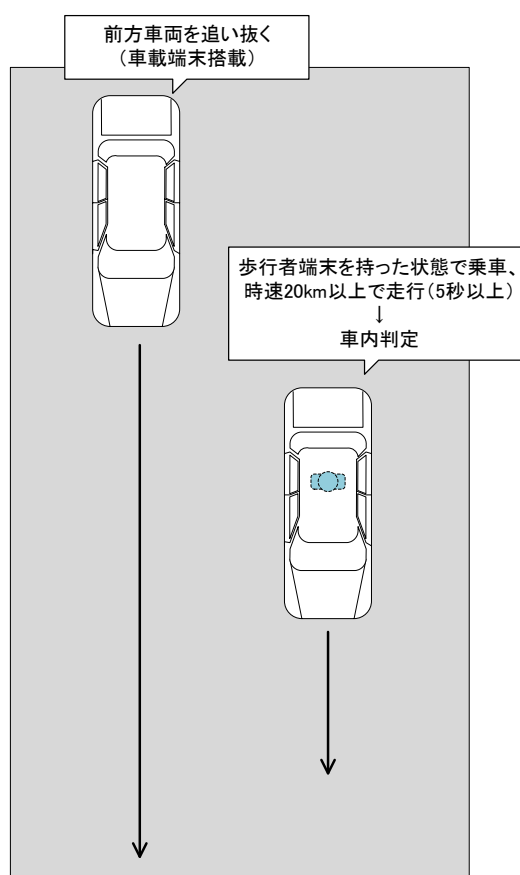 前方車両を追い抜く
（車載端末搭載）
歩行者端末を持った状態で乗車、
時速20km以上で走行（5秒以上）
↓
車内判定